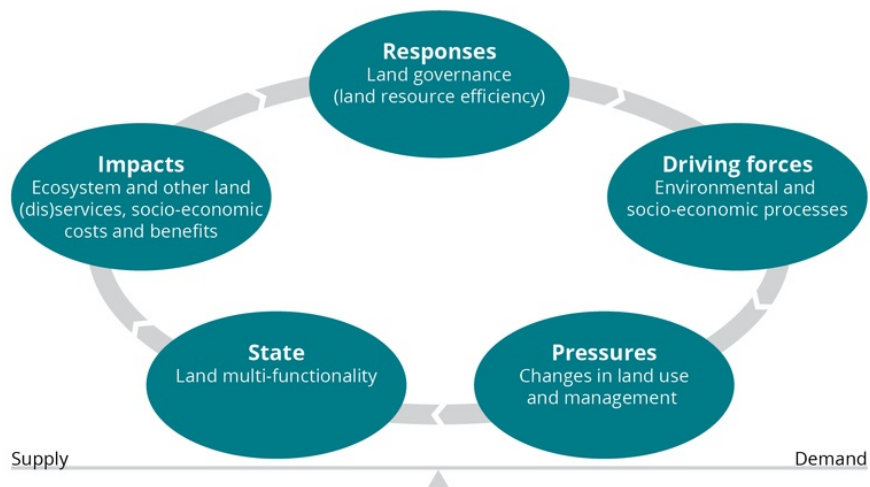 Responses
Land governance
(land resource efficiency)
Impacts
Ecosystem and other land
(dis)services, socio-economic
costs and benefits
Driving forces
Environmental and
socio-economic processes
State
Land multi-functionality
Pressures
Changes in land use
and management
Supply
Demand